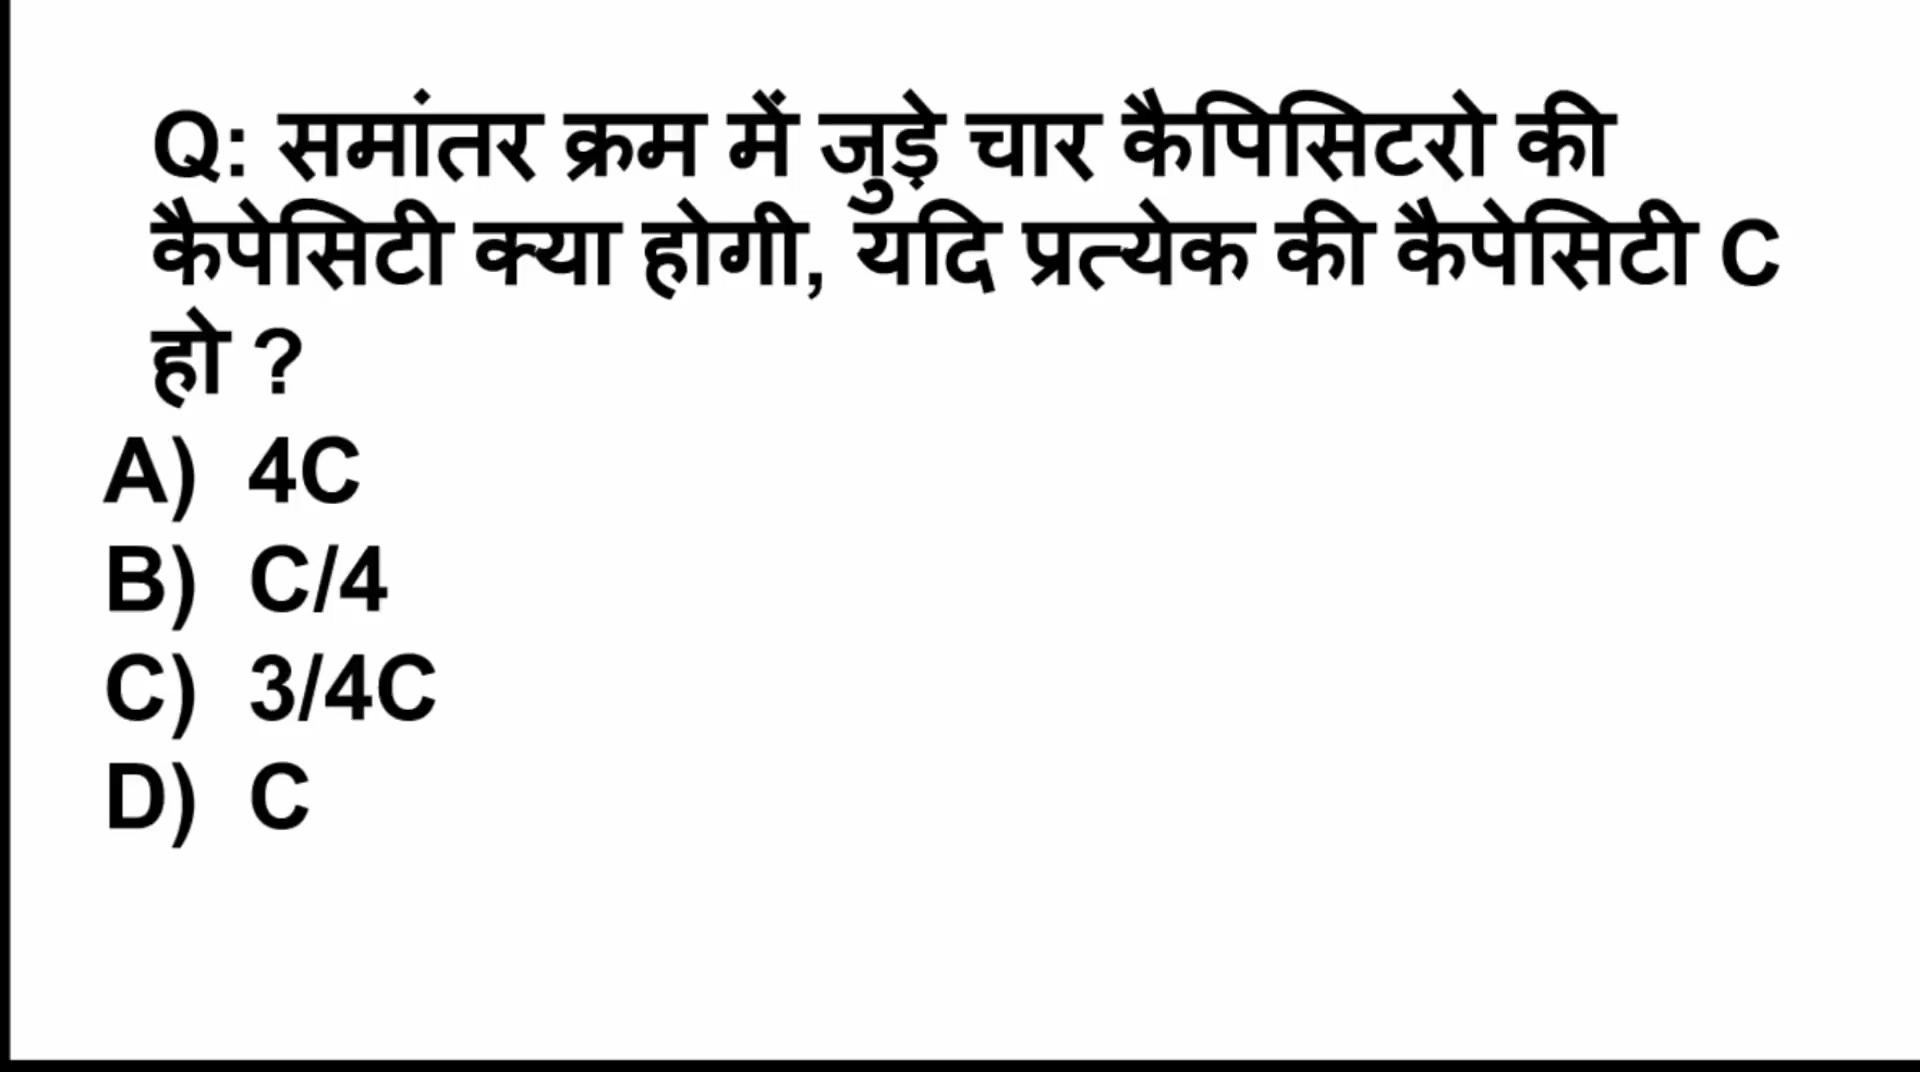 Q: समांतर क्रम में जुड़े चार कैपिसिटरो की
कैपेसिटी क्या होगी, यदि प्रत्येक की कैपेसिटी C
हो ?
A) 4C
B) C/4
C) 3/4C
D) C